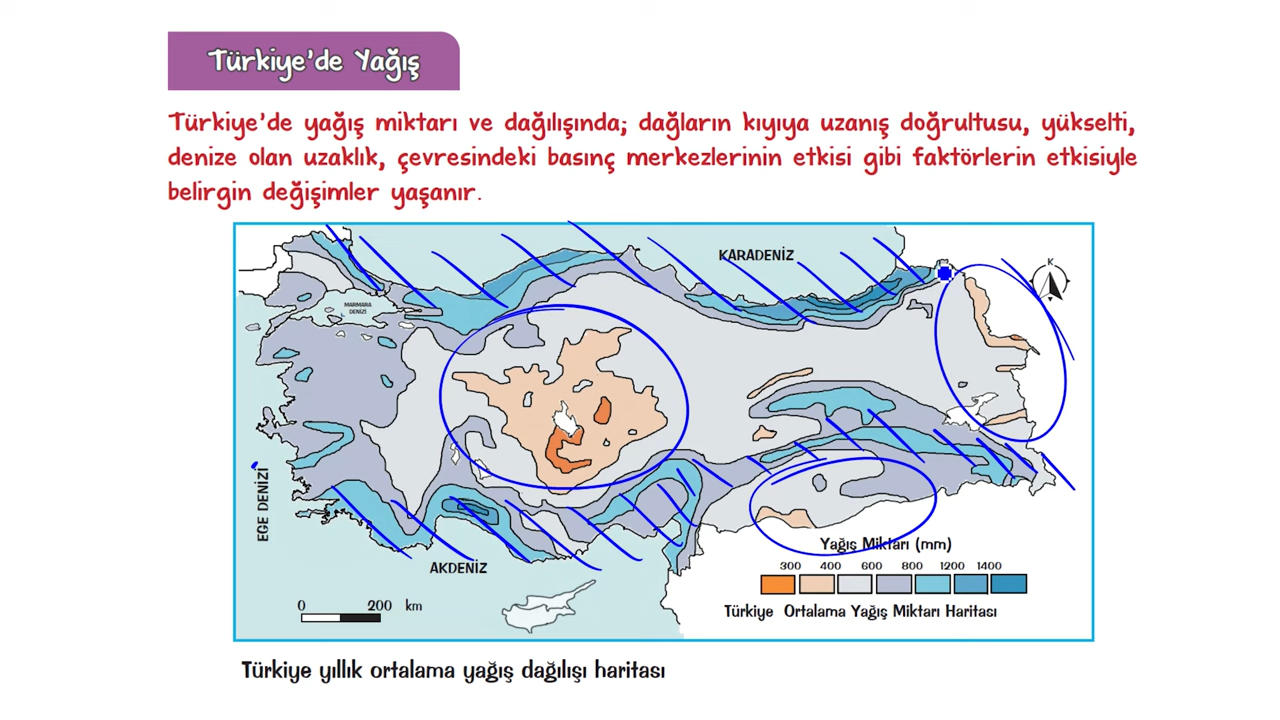 Türkiye'de Yağış
Türkiye'de yağış miktarı ve dağılışında; dağların kıyıya uzanış doğrultusu, yükselti,
denize olan uzaklık, çevresindeki basınç merkezlerinin etkisi gibi faktörlerin etkisiyle
belirgin değişimler yaşanır.
KARADENİZ
K
MARMARA
DENİZİ
EGE DENİZİ
AKDENİZ
Yağış Miktarı (mm)
300 400 600 800 1200 1400
0 200 km
Türkiye Ortalama Yağış Miktarı Haritası
Türkiye yıllık ortalama yağış dağılışı haritası